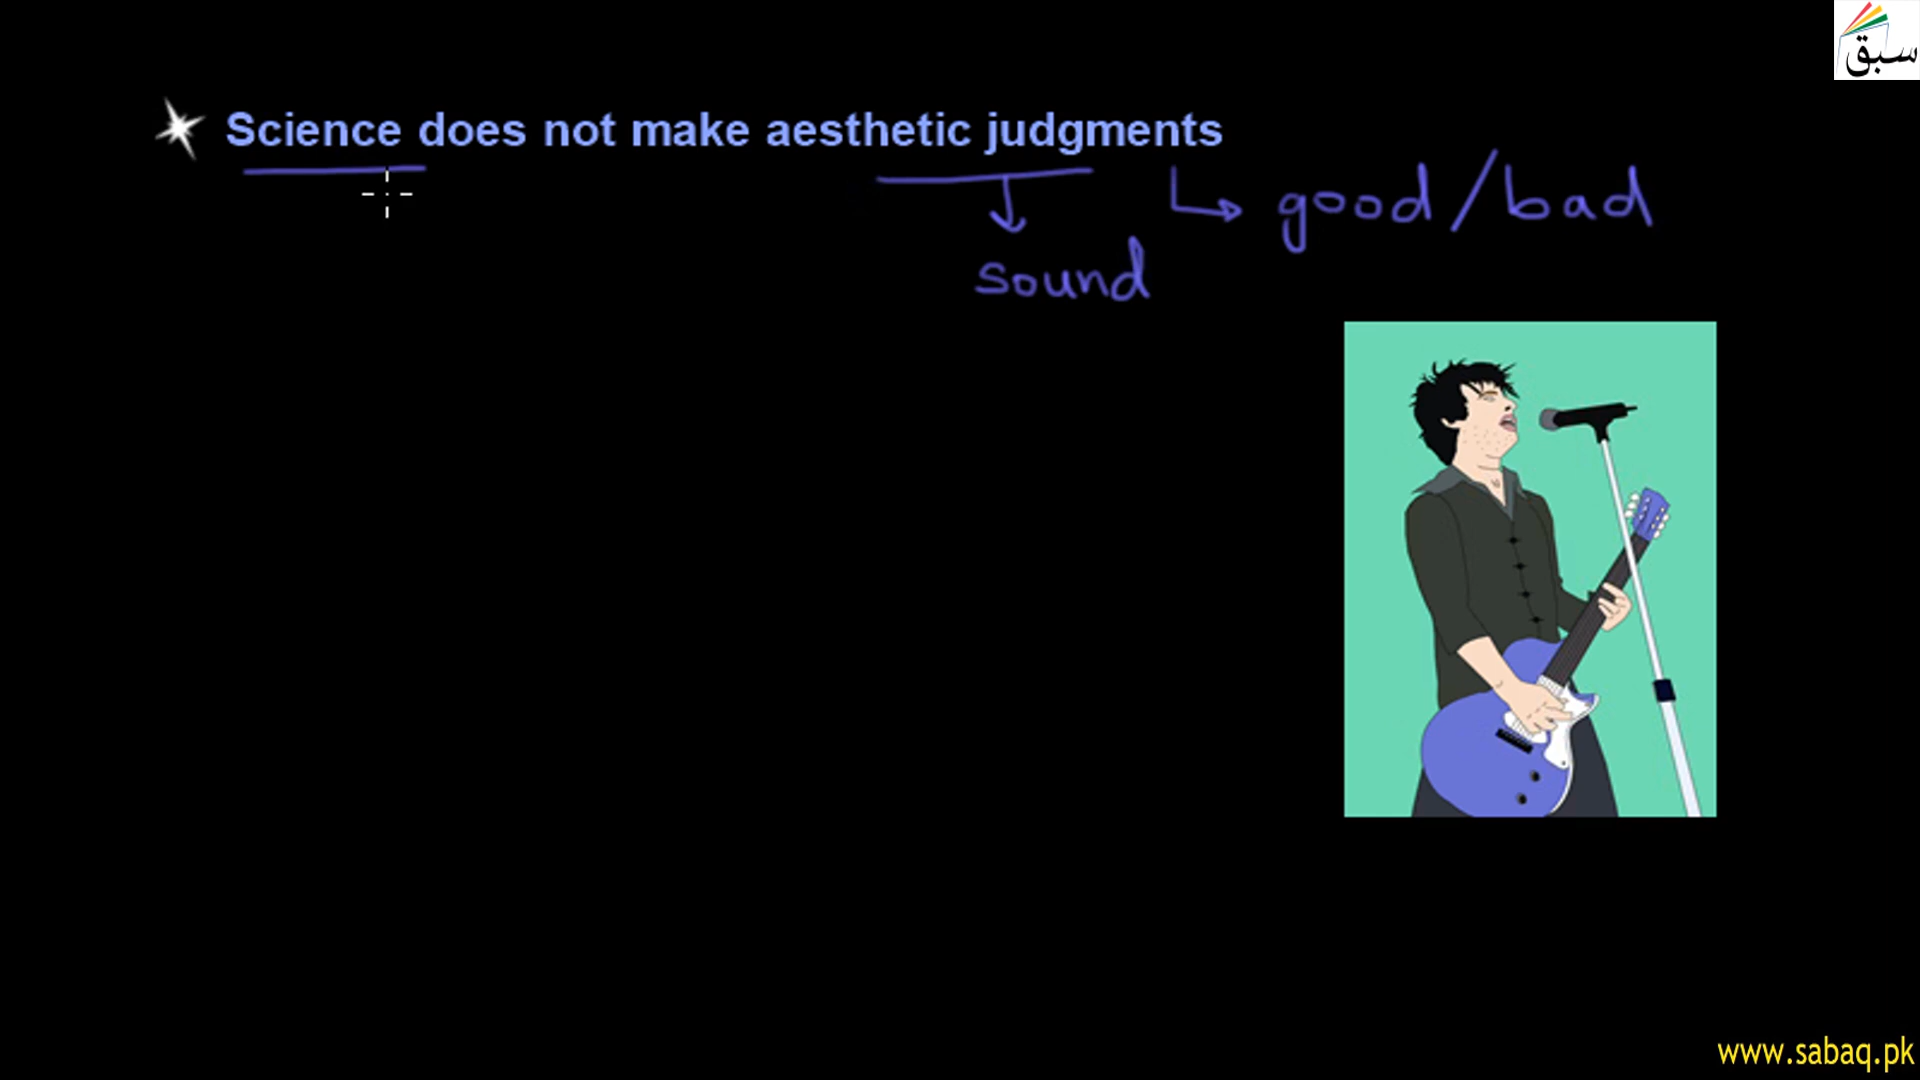 سبق
Science does not make aesthetic judgments
good/bad
sound
www.sabaq.pk